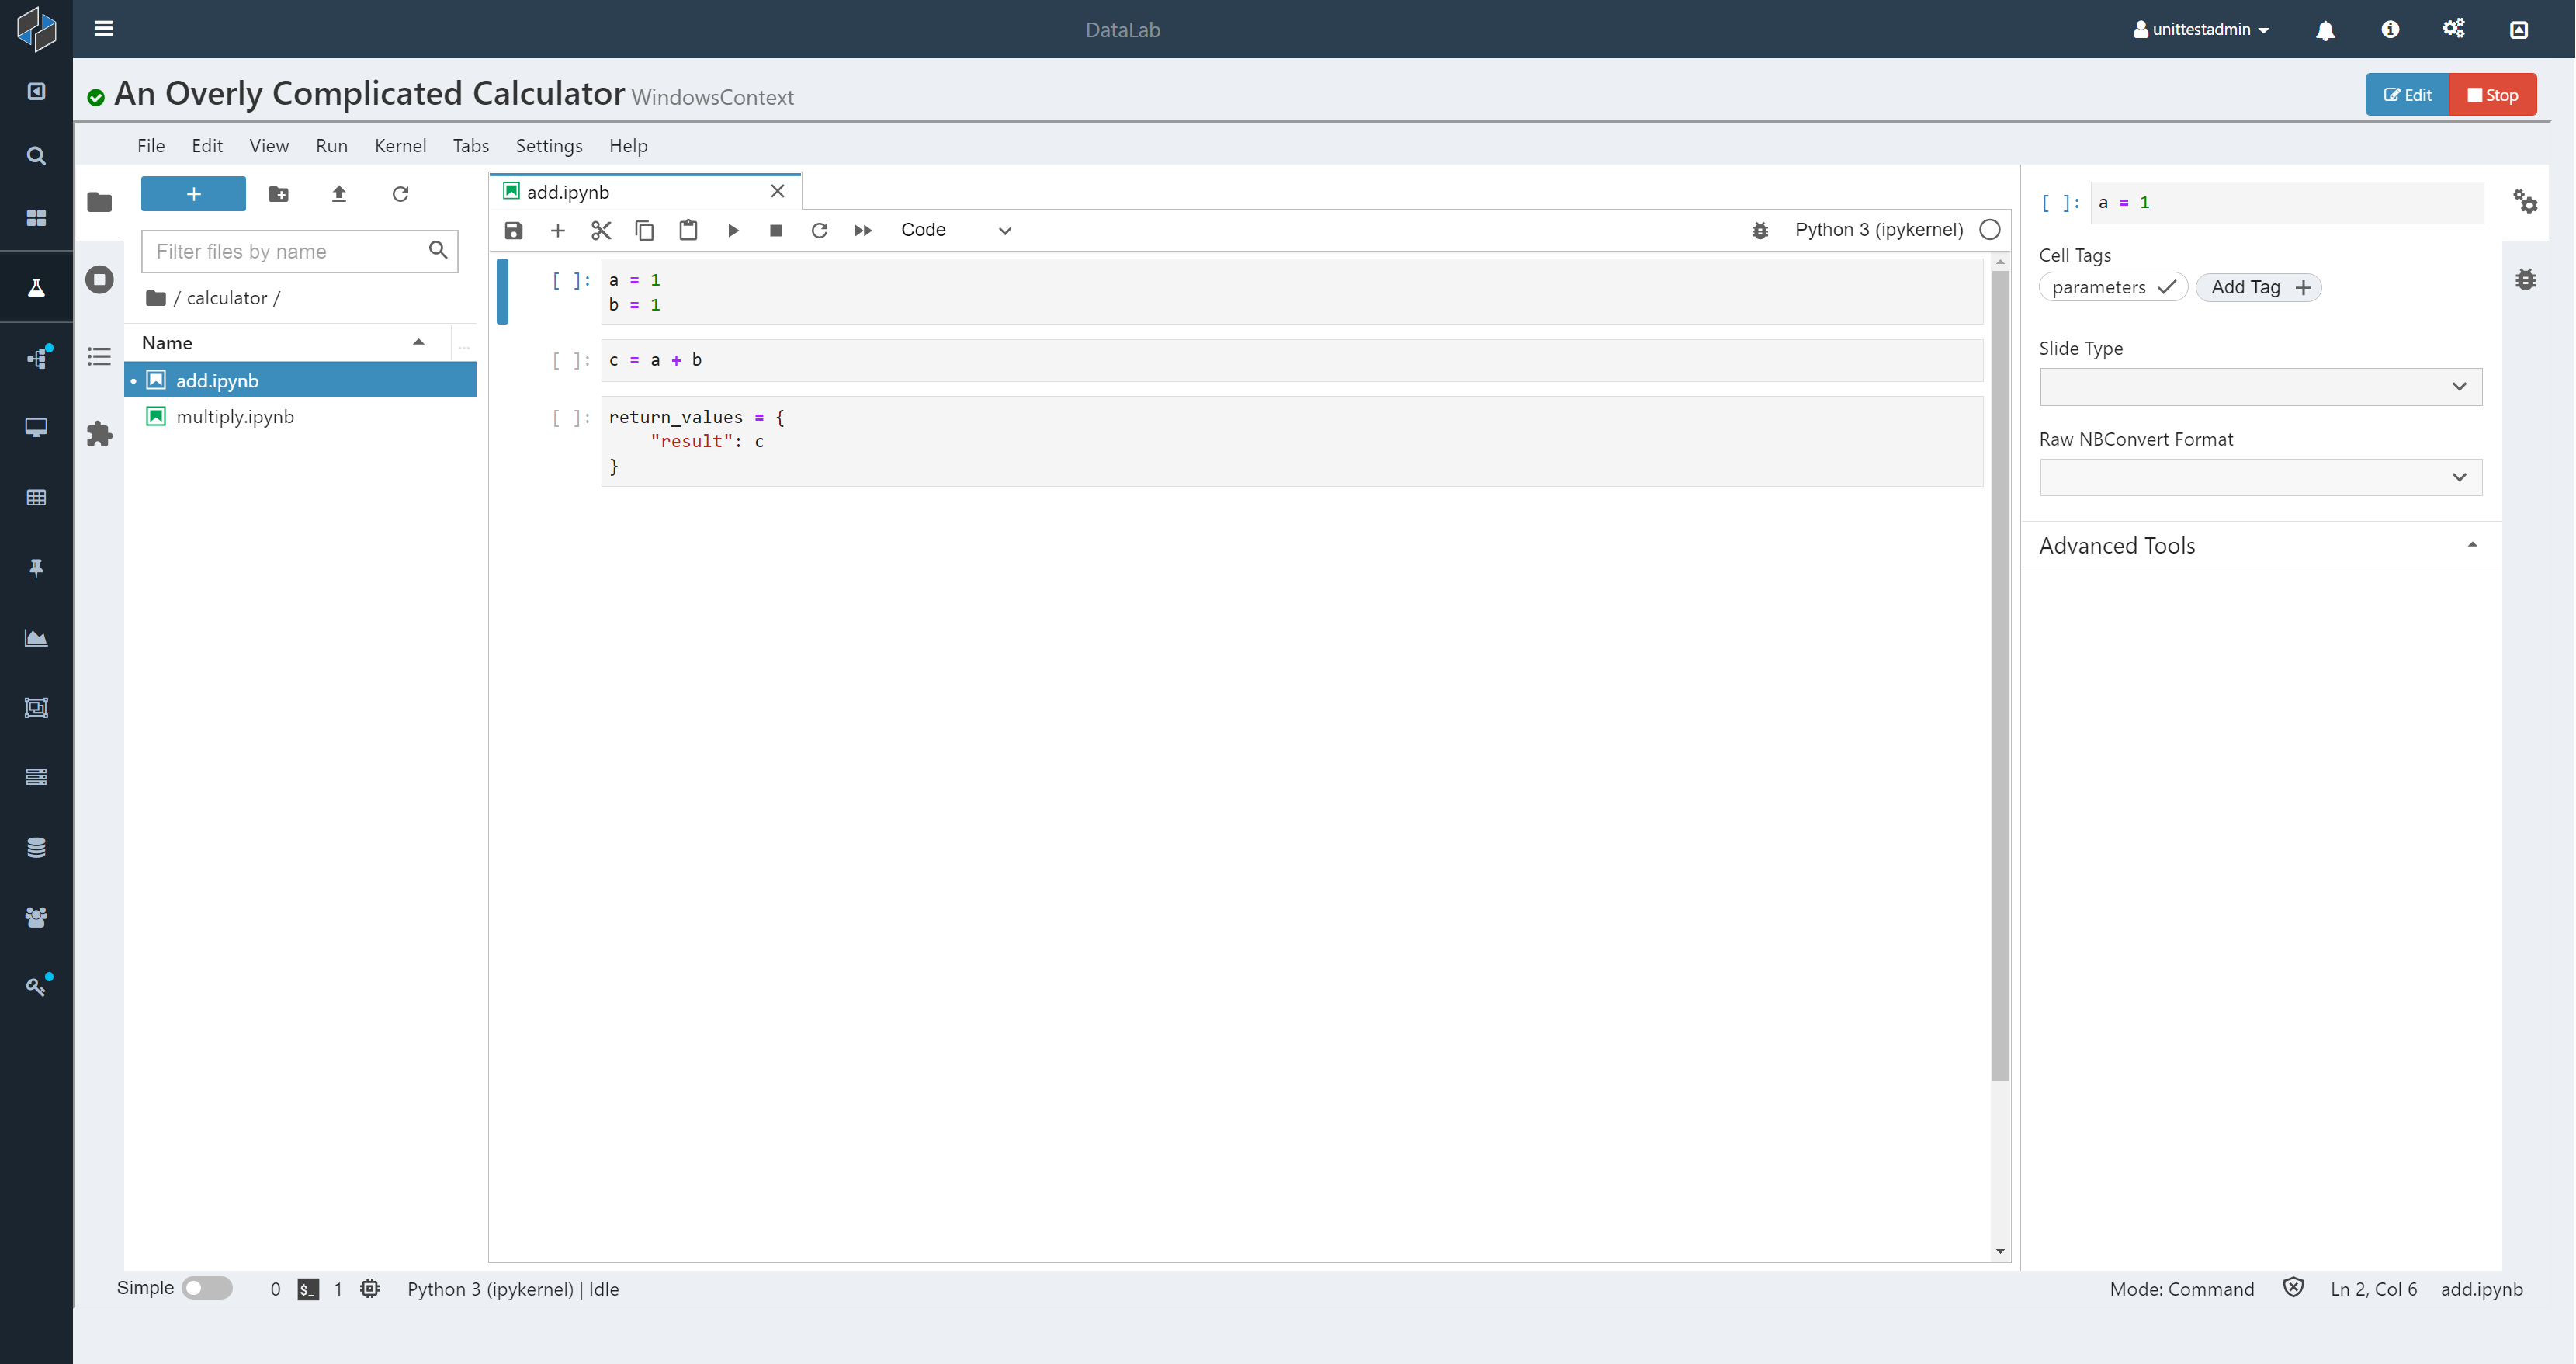 DataLab
unittestadmin
An Overly Complicated Calculator WindowsContext
Edit
Stop
File Edit View Run Kernel Tabs Settings Help
+
Filter files by name
/ calculator /
Name
...
add.ipynb
multiply.ipynb
add.ipynb
Code
Python 3 (ipykernel)
[ ]: a = 1
b = 1
[ ]: c = a + b
[ ]: return_values = {
"result": c
}
[ ]: a = 1
Cell Tags
parameters
Add Tag +
Slide Type
Raw NBConvert Format
Advanced Tools
Simple 0 $_ 1 Python 3 (ipykernel) | Idle
Mode: Command Ln 2, Col 6 add.ipynb